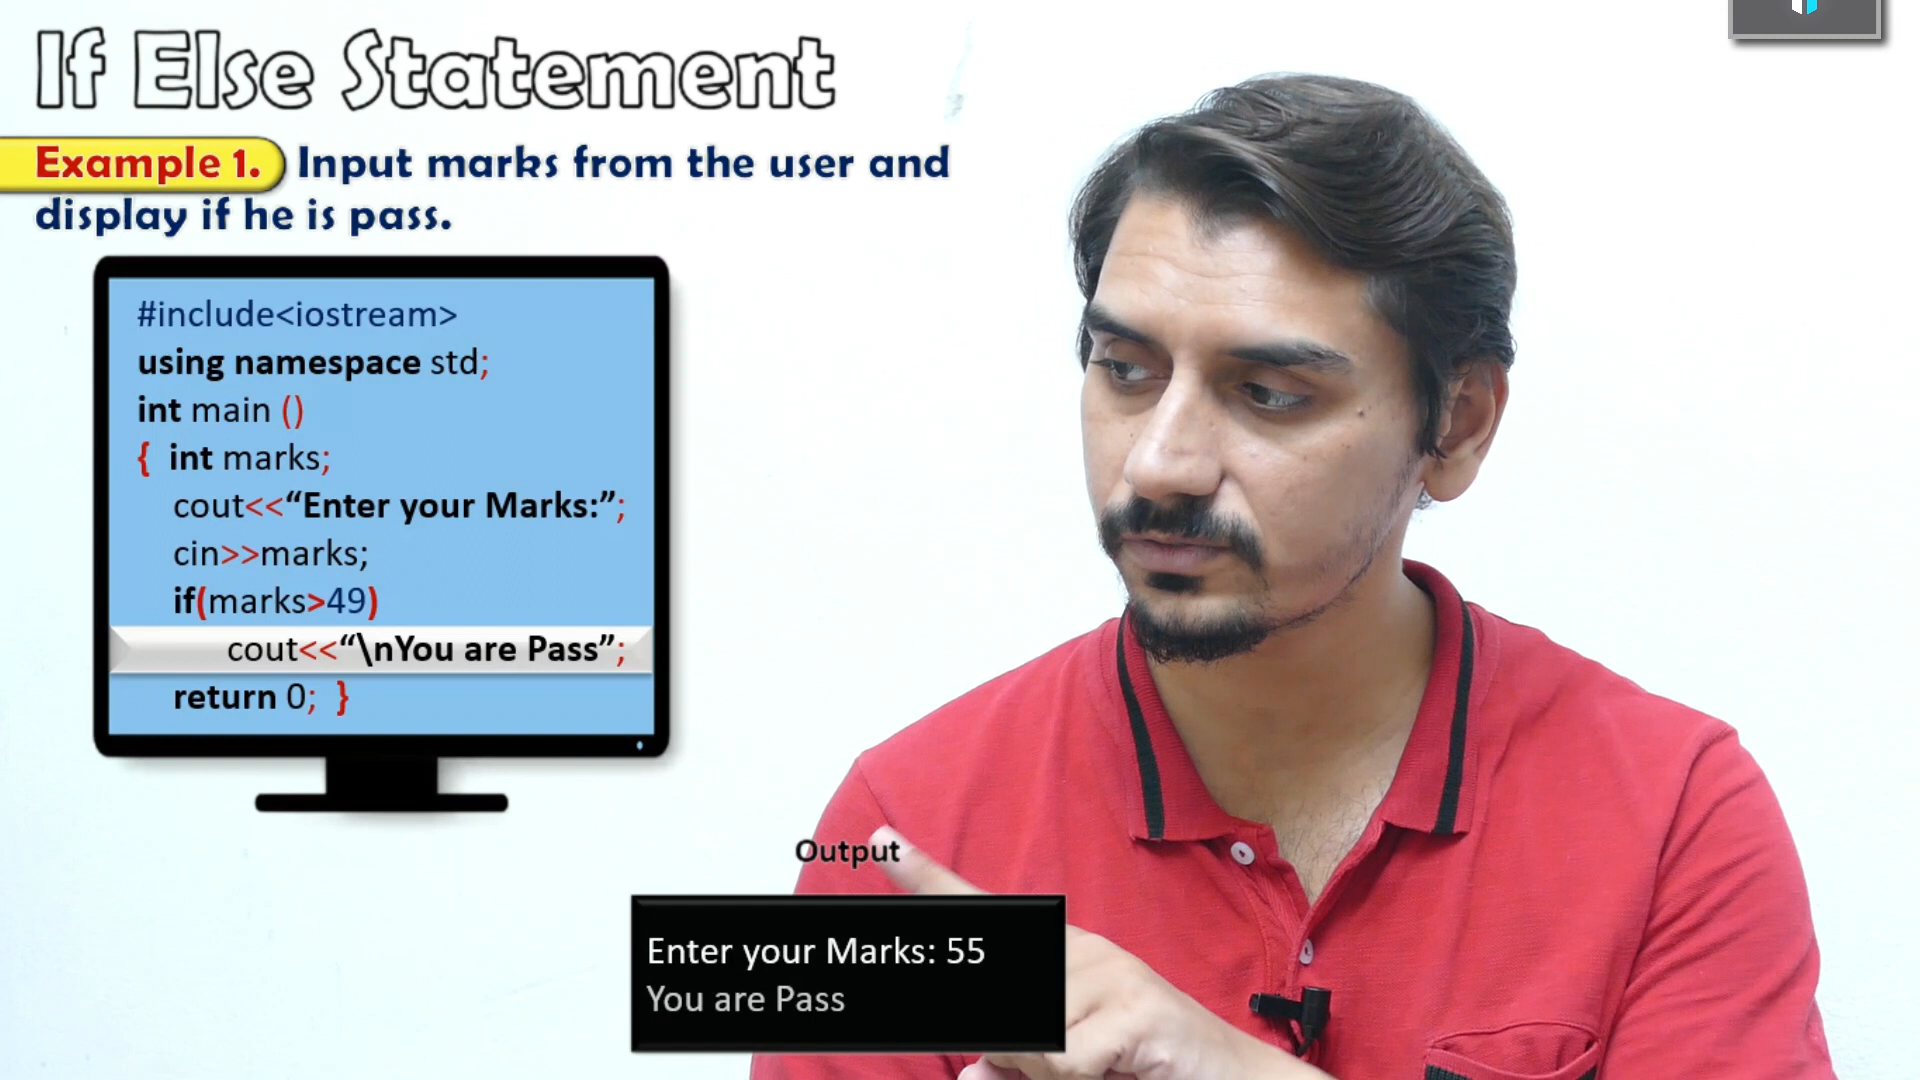 If Else Statement
Example 1. Input marks from the user and
display if he is pass.
#include<iostream>
using namespace std;
int main ()
{ int marks;
cout<<“Enter your Marks:”;
cin>>marks;
if(marks>49)
cout<<“\nYou are Pass”;
return 0; }
Output
Enter your Marks: 55
You are Pass